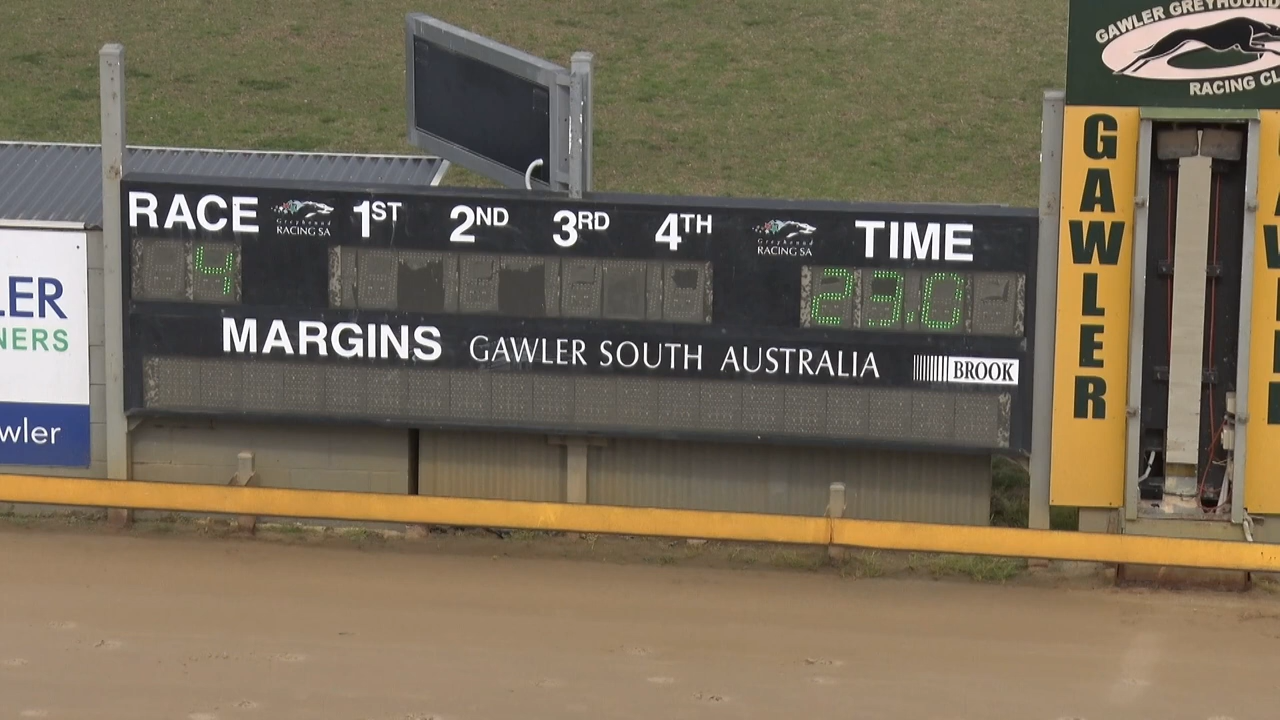 GAWLER GREYHOUND
RACING CL
RACE
Greyhound
RACING SA
1ST
2ND
3RD
4TH
Greyhound
RACING SA
TIME
4
23.0
MARGINS
GAWLER SOUTH AUSTRALIA
BROOK
LER
NERS
wler
GAWLER